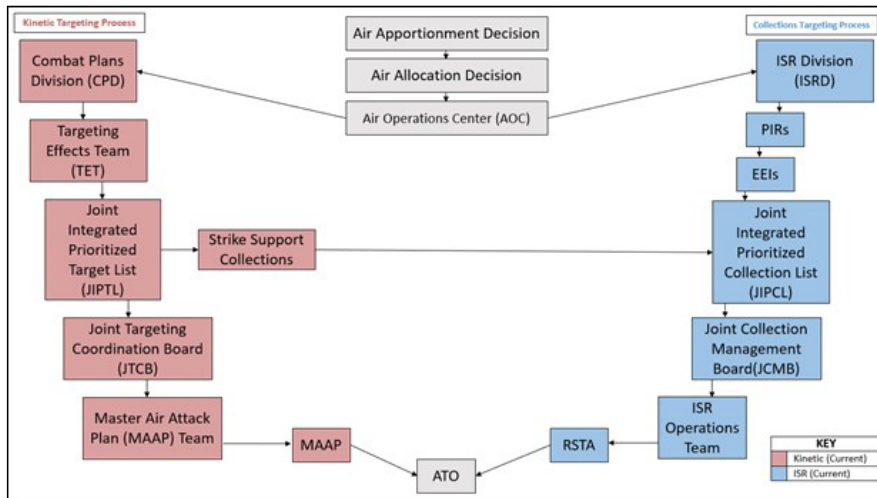 Kinetic Targeting Process
Collections Targeting Process
Air Apportionment Decision
Air Allocation Decision
Air Operations Center (AOC)
Combat Plans
Division (CPD)
Targeting
Effects Team
(TET)
Joint
Integrated
Prioritized
Target List
(JIPTL)
Strike Support
Collections
Joint Targeting
Coordination Board
(JTCB)
Master Air Attack
Plan (MAAP) Team
MAAP
ATO
ISR Division
(ISRD)
PIRs
EEIs
Joint
Integrated
Prioritized
Collection List
(JIPCL)
Joint Collection
Management
Board(JCMB)
ISR
Operations
Team
RSTA
KEY
Kinetic (Current)
ISR (Current)